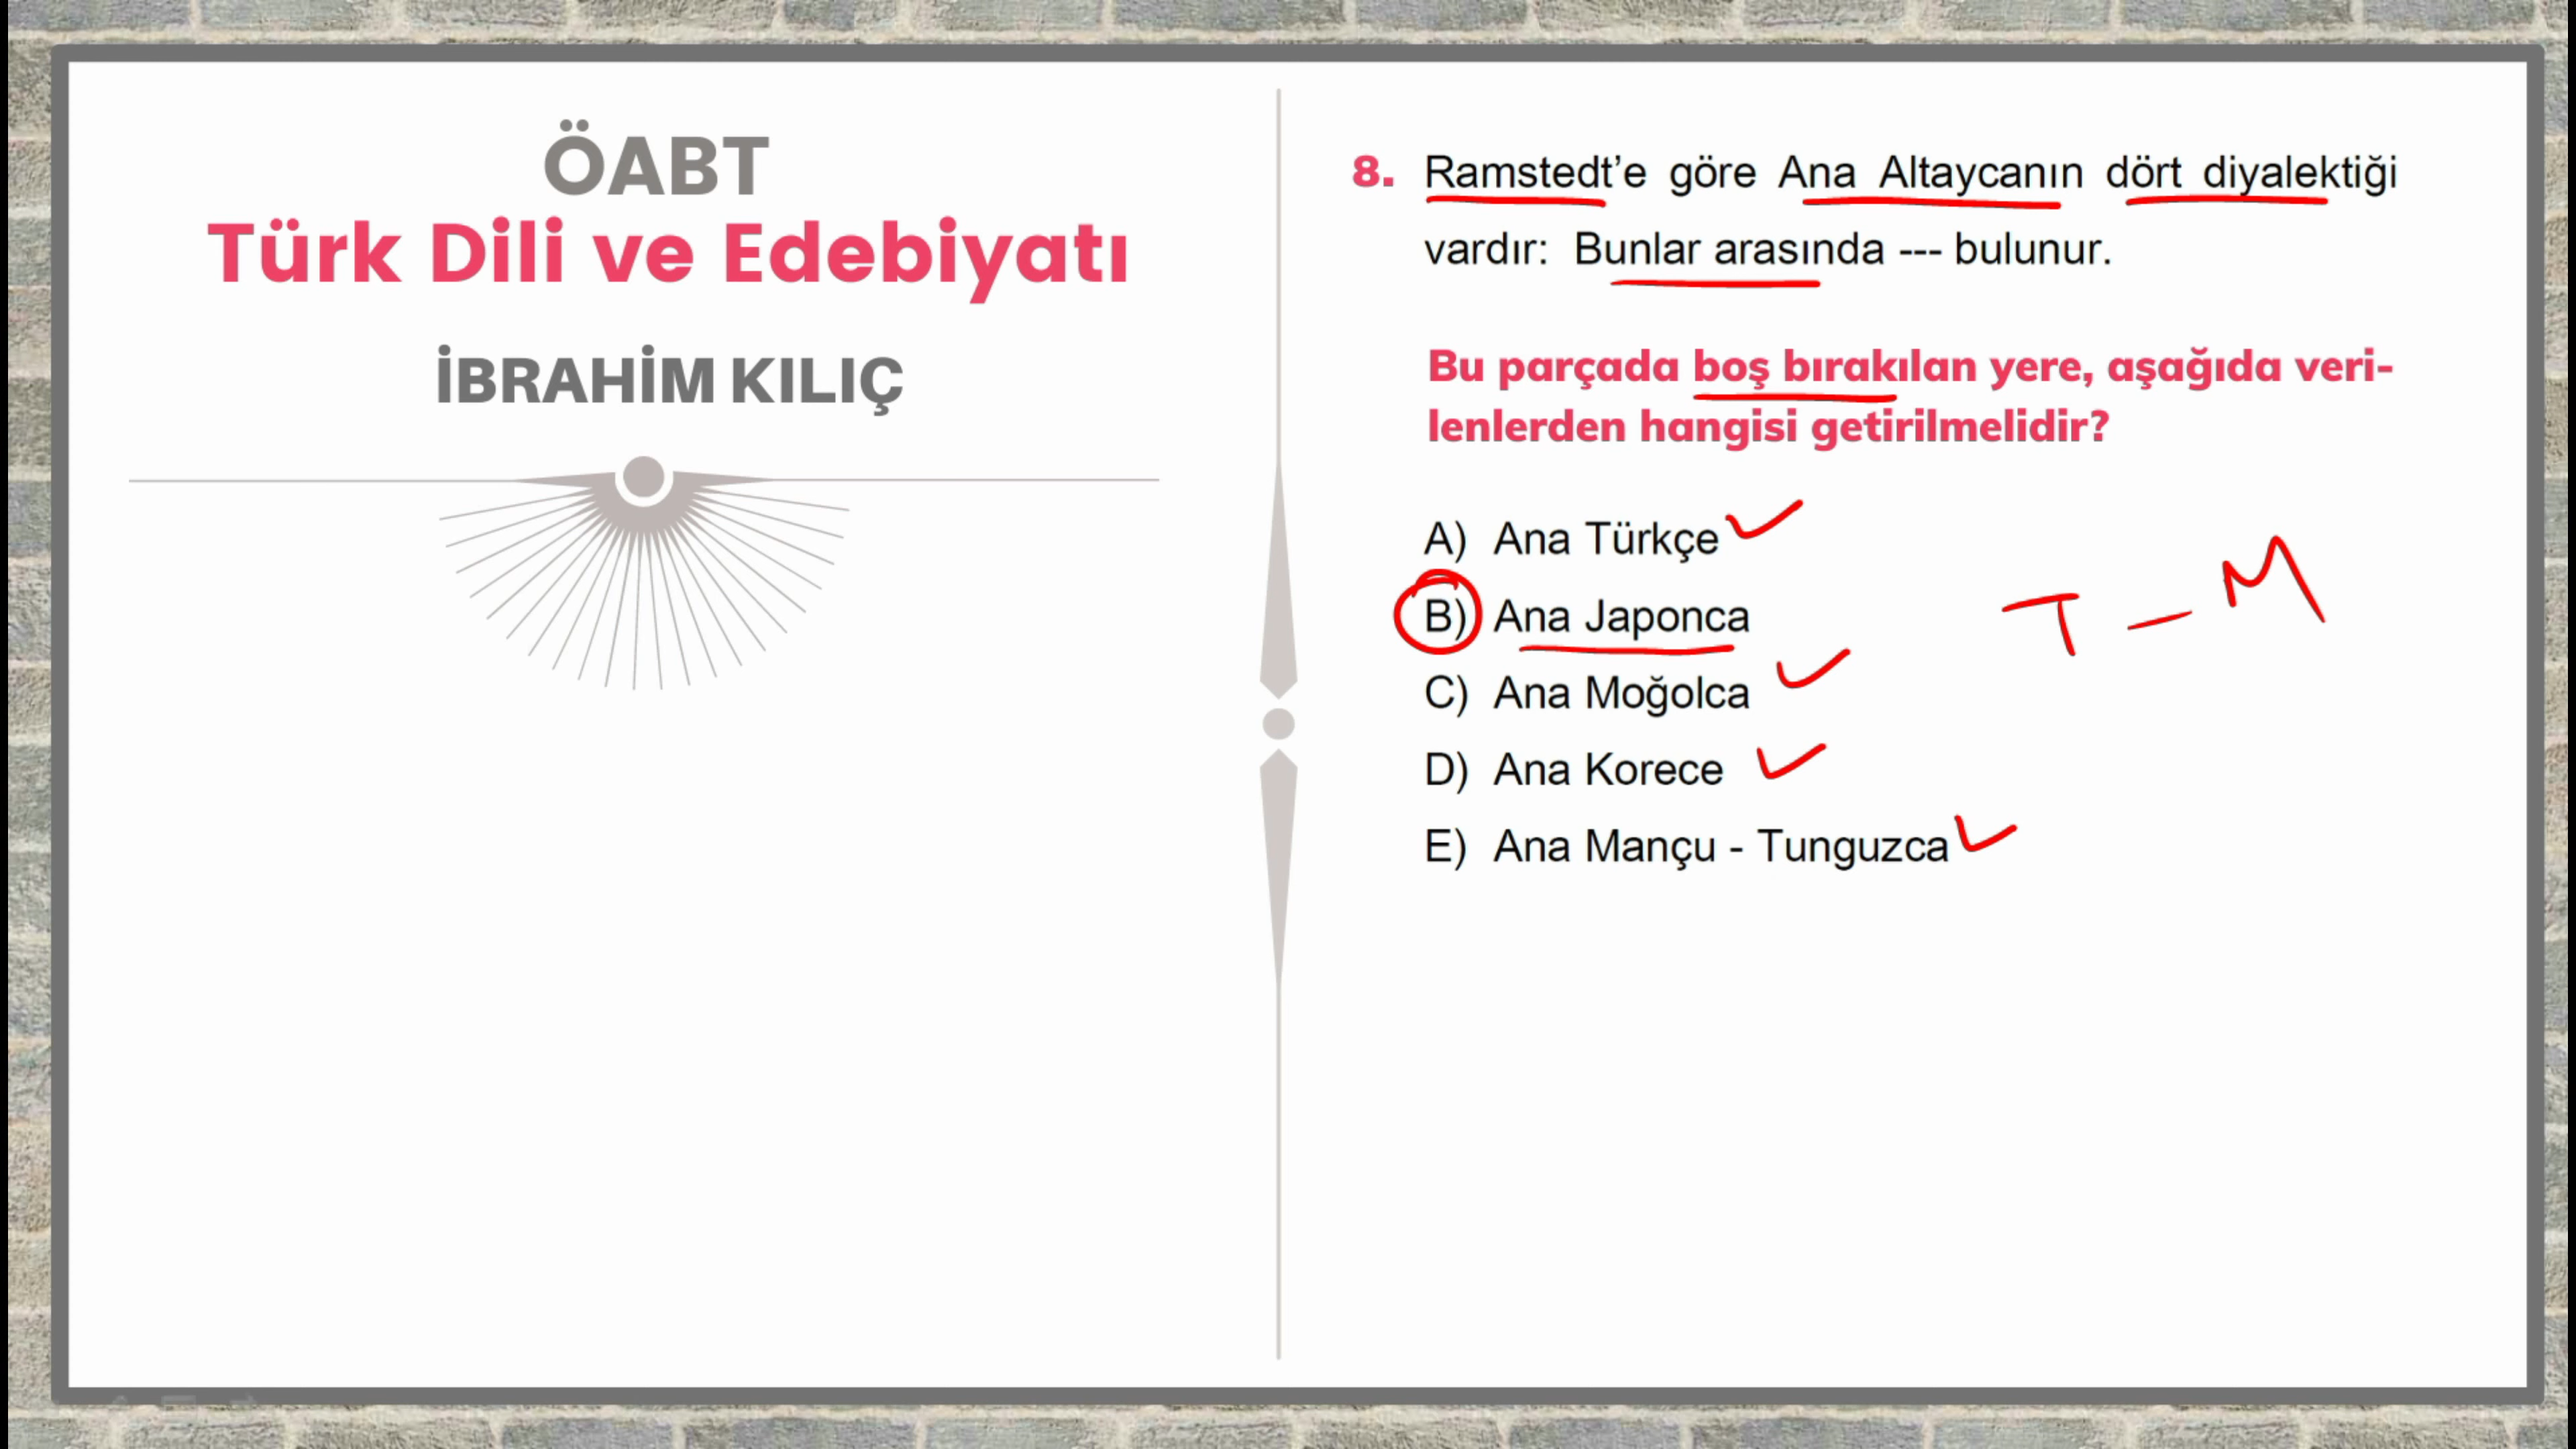 ÖABT
Türk Dili ve Edebiyatı
İBRAHİM KILIÇ
8. Ramstedt'e göre Ana Altaycanın dört diyalektiği
vardır: Bunlar arasında --- bulunur.
Bu parçada boş bırakılan yere, aşağıda veri-
lenlerden hangisi getirilmelidir?
A) Ana Türkçe
B) Ana Japonca
C) Ana Moğolca
D) Ana Korece
E) Ana Mançu - Tunguzca
T - M